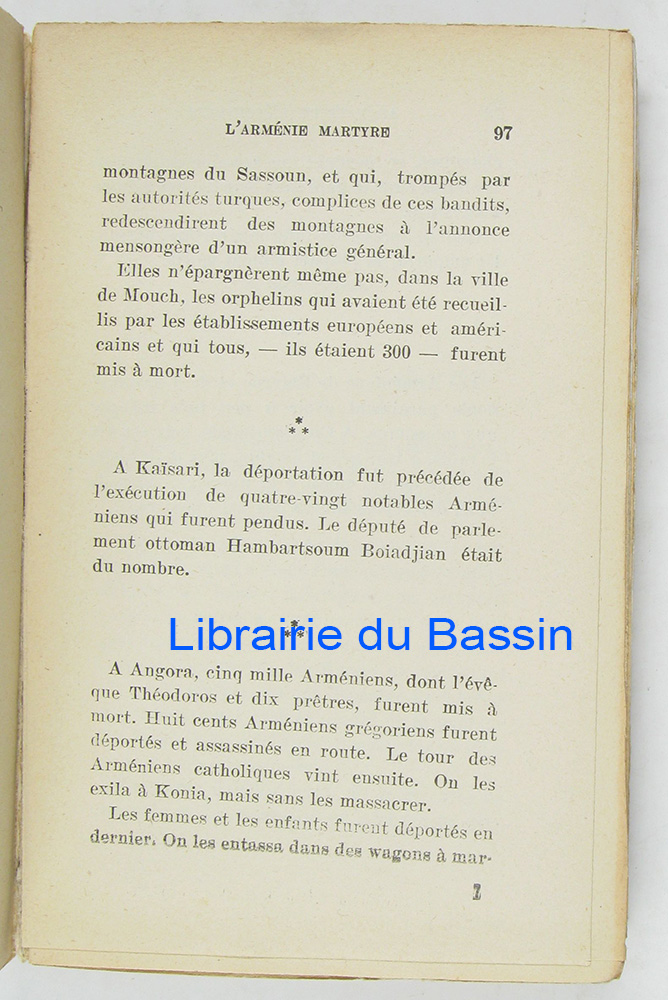 L'ARMÉNIE MARTYRE 97
montagnes du Sassoun, et qui, trompés par
les autorités turques, complices de ces bandits,
redescendirent des montagnes à l'annonce
mensongère d'un armistice général.
Elles n'épargnèrent même pas, dans la ville
de Mouch, les orphelins qui avaient été recueil-
lis par les établissements européens et améri-
cains et qui tous, — ils étaient 300 — furent
mis à mort.
*
* *
A Kaïsari, la déportation fut précédée de
l'exécution de quatre-vingt notables Armé-
niens qui furent pendus. Le député de parle-
ment ottoman Hambartsoum Boiadjian était
du nombre.
*
* *
Librairie du Bassin
A Angora, cinq mille Arméniens, dont l'évê-
que Théodoros et dix prêtres, furent mis à
mort. Huit cents Arméniens grégoriens furent
déportés et assassinés en route. Le tour des
Arméniens catholiques vint ensuite. On les
exila à Konia, mais sans les massacrer.
Les femmes et les enfants furent déportés en
dernier. On les entassa dans des wagons à mar-
7